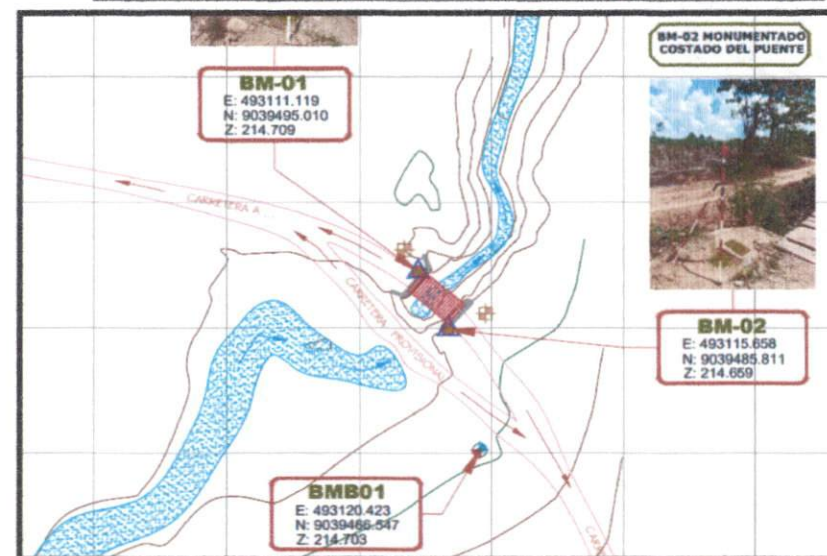 BM-02 MONUMENTADO
COSTADO DEL PUENTE
BM-01
E: 493111.119
N: 9039495.010
Z: 214.709
CARRETERA A
CARRETERA PROVISIONAL
BM-02
E: 493115.658
N: 9039485.811
Z: 214.659
BMB01
E: 493120.423
N: 9039466.547
Z: 214.703